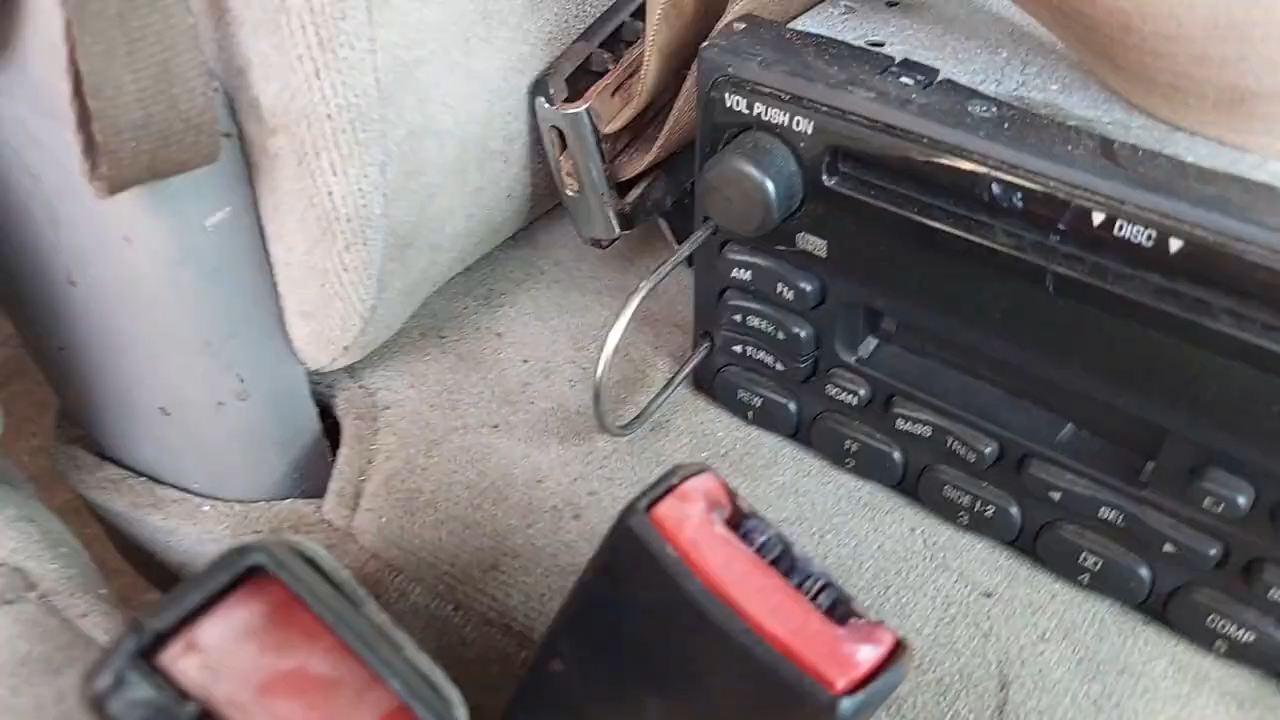 VOL PUSH ON
▼ DISC ▼
AM FM
◀ SEEK ▶
◀ TUNE ▶
SCAN
REW
1
BASS TREB
FF
2
◀ SEL ▶
EJ
SIDE 1-2
3
4
COMP
5